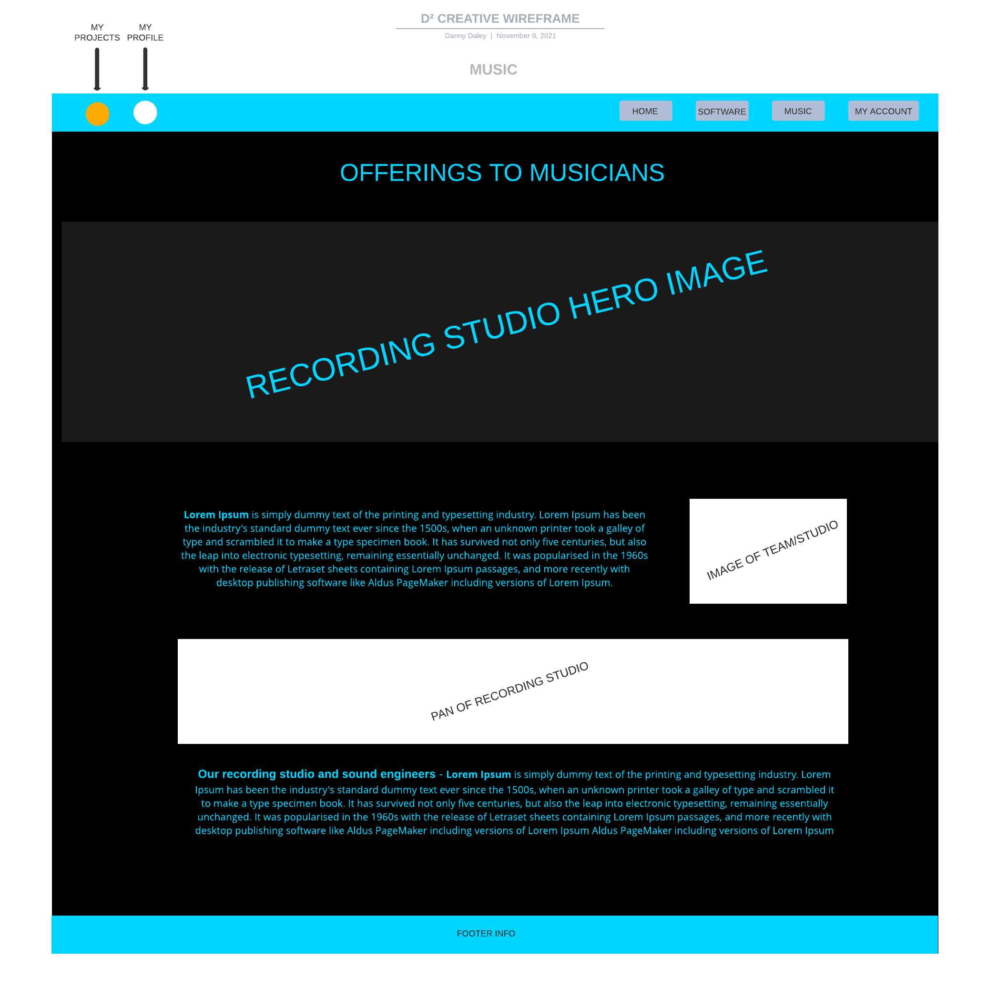 D² CREATIVE WIREFRAME
Danny Daley | November 9, 2021
MY
PROJECTS
MY
PROFILE
MUSIC
HOME
SOFTWARE
MUSIC
MY ACCOUNT
OFFERINGS TO MUSICIANS
RECORDING STUDIO HERO IMAGE
Lorem Ipsum is simply dummy text of the printing and typesetting industry. Lorem Ipsum has been
the industry's standard dummy text ever since the 1500s, when an unknown printer took a galley of
type and scrambled it to make a type specimen book. It has survived not only five centuries, but also
the leap into electronic typesetting, remaining essentially unchanged. It was popularised in the 1960s
with the release of Letraset sheets containing Lorem Ipsum passages, and more recently with
desktop publishing software like Aldus PageMaker including versions of Lorem Ipsum.
IMAGE OF TEAM/STUDIO
PAN OF RECORDING STUDIO
Our recording studio and sound engineers - Lorem Ipsum is simply dummy text of the printing and typesetting industry. Lorem
Ipsum has been the industry's standard dummy text ever since the 1500s, when an unknown printer took a galley of type and scrambled it
to make a type specimen book. It has survived not only five centuries, but also the leap into electronic typesetting, remaining essentially
unchanged. It was popularised in the 1960s with the release of Letraset sheets containing Lorem Ipsum passages, and more recently with
desktop publishing software like Aldus PageMaker including versions of Lorem Ipsum Aldus PageMaker including versions of Lorem Ipsum
FOOTER INFO